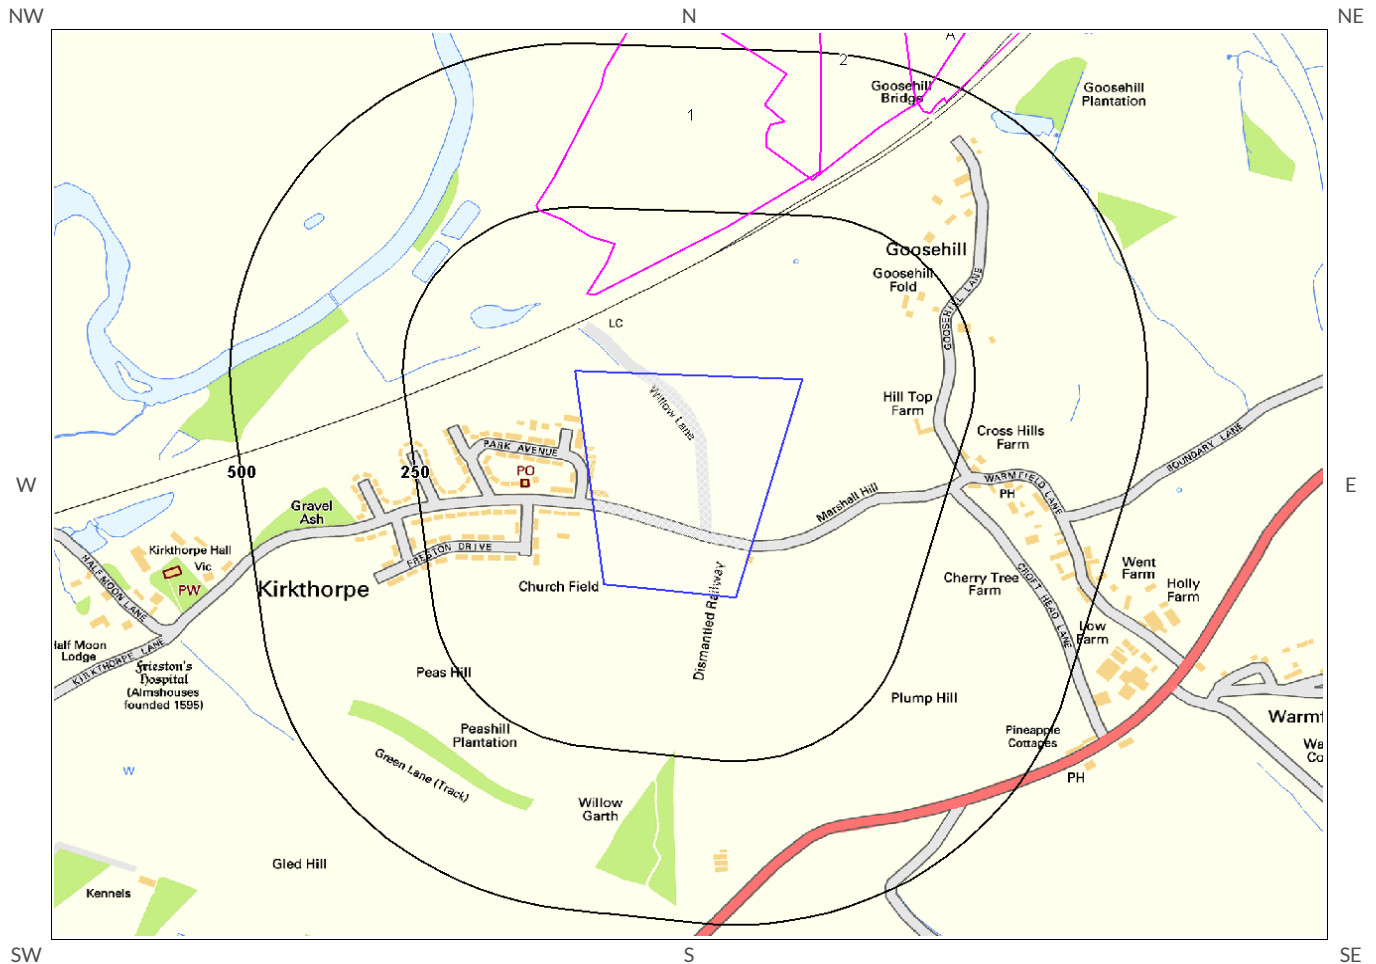 NW
N
NE
A
2
Goosehill
Bridge
Goosehill
Plantation
1
Goosehill
Goosehill
Fold
GOOSEHILL LANE
LC
Willow Lane
Hill Top
Farm
Cross Hills
Farm
BOUNDARY LANE
PARK AVENUE
PO
W
500
250
E
WARMFIELD LANE
PH
Marshall Hill
Gravel
Ash
Kirkthorpe Hall
Vic
PW
HALF MOON LANE
FRESTON DRIVE
Kirkthorpe
Church Field
Dismantled Railway
Cherry Tree
Farm
CROFT HEAD LANE
Went
Farm
Holly
Farm
Low
Farm
Half Moon
Lodge
KIRKTHORPE LANE
Frieston's
Hospital
(Almshouses
founded 1595)
Peas Hill
Plump Hill
Peashill
Plantation
Pineapple
Cottages
Warmf
Wa
Co
Green Lane (Track)
W
PH
Willow
Garth
Gled Hill
Kennels
SW
S
SE